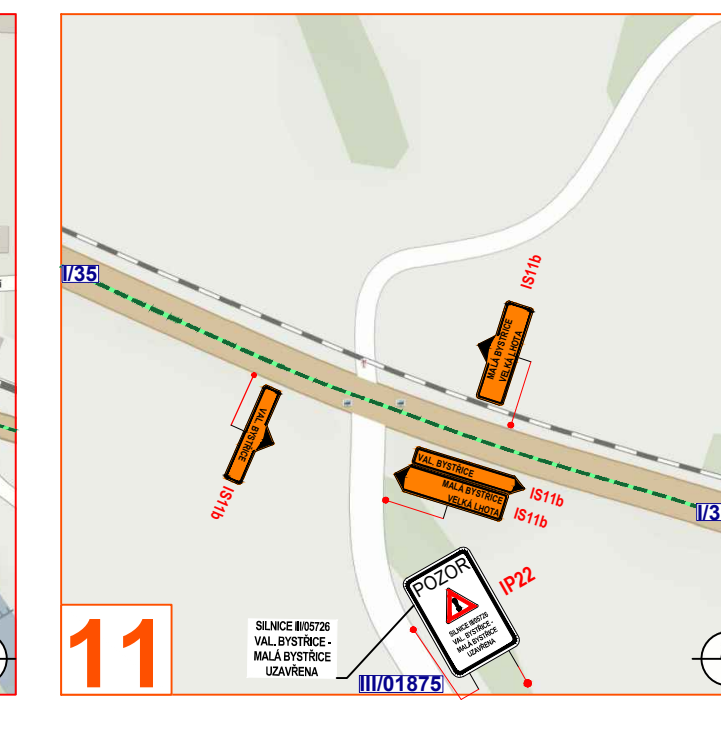 I/35
IS11b
MALÁ BYSTŘICE
VELKÁ LHOTA
VAL. BYSTŘICE
IS11b
VAL. BYSTŘICE
MALÁ BYSTŘICE
VELKÁ LHOTA
IS11b
IS11b
I/3
POZOR
SILNICE III/05726
VAL. BYSTŘICE -
MALÁ BYSTŘICE
UZAVŘENA
IP22
SILNICE III/05726
VAL. BYSTŘICE -
MALÁ BYSTŘICE
UZAVŘENA
III/01875
11